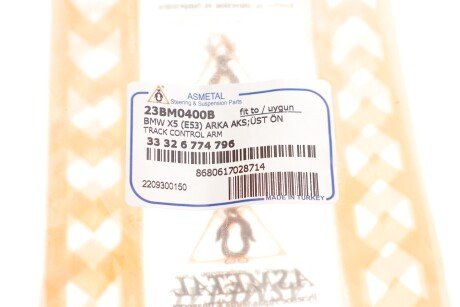 ASMETAL
Steering & Suspension Parts
23BM0400B fit to / uygun
BMW X5 (E53) ARKA AKS;ÜST ÖN
TRACK CONTROL ARM
33 32 6 774 796
8680617028714
2209300150
MADE IN TURKEY
ASMETAL